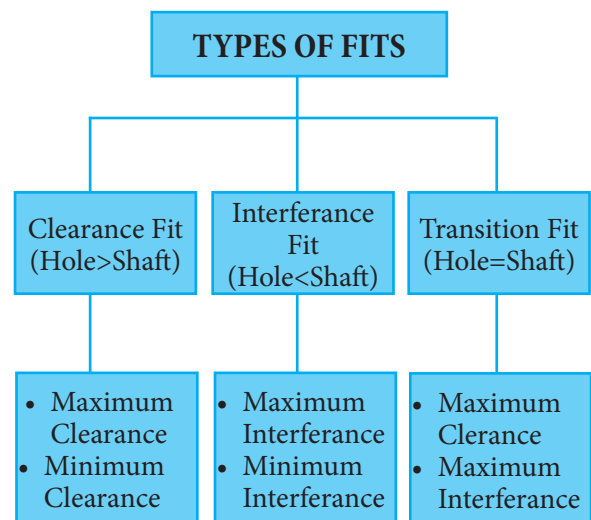 TYPES OF FITS
Clearance Fit
(Hole>Shaft)
Interferance
Fit
(Hole<Shaft)
Transition Fit
(Hole=Shaft)
• Maximum
Clearance
• Minimum
Clearance
• Maximum
Interferance
• Minimum
Interferance
• Maximum
Clerance
• Maximum
Interferance